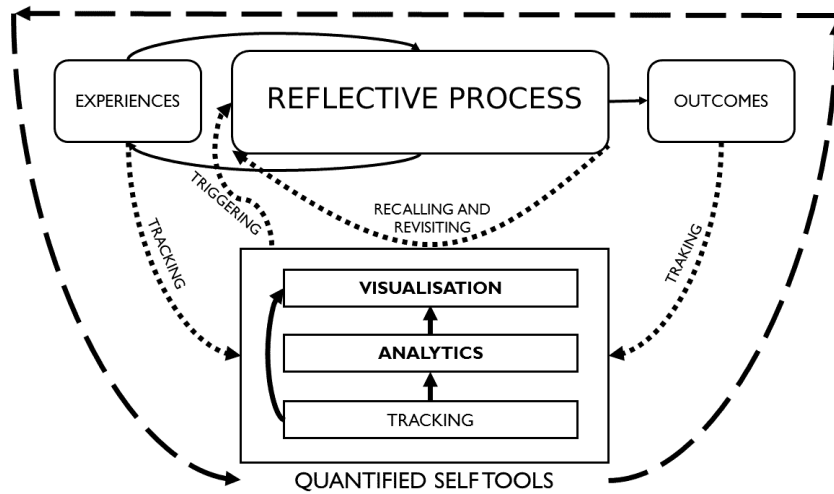 EXPERIENCES
REFLECTIVE PROCESS
OUTCOMES
TRIGGERING
RECALLING AND
REVISITING
TRACKING
TRAKING
VISUALISATION
ANALYTICS
TRACKING
QUANTIFIED SELF TOOLS